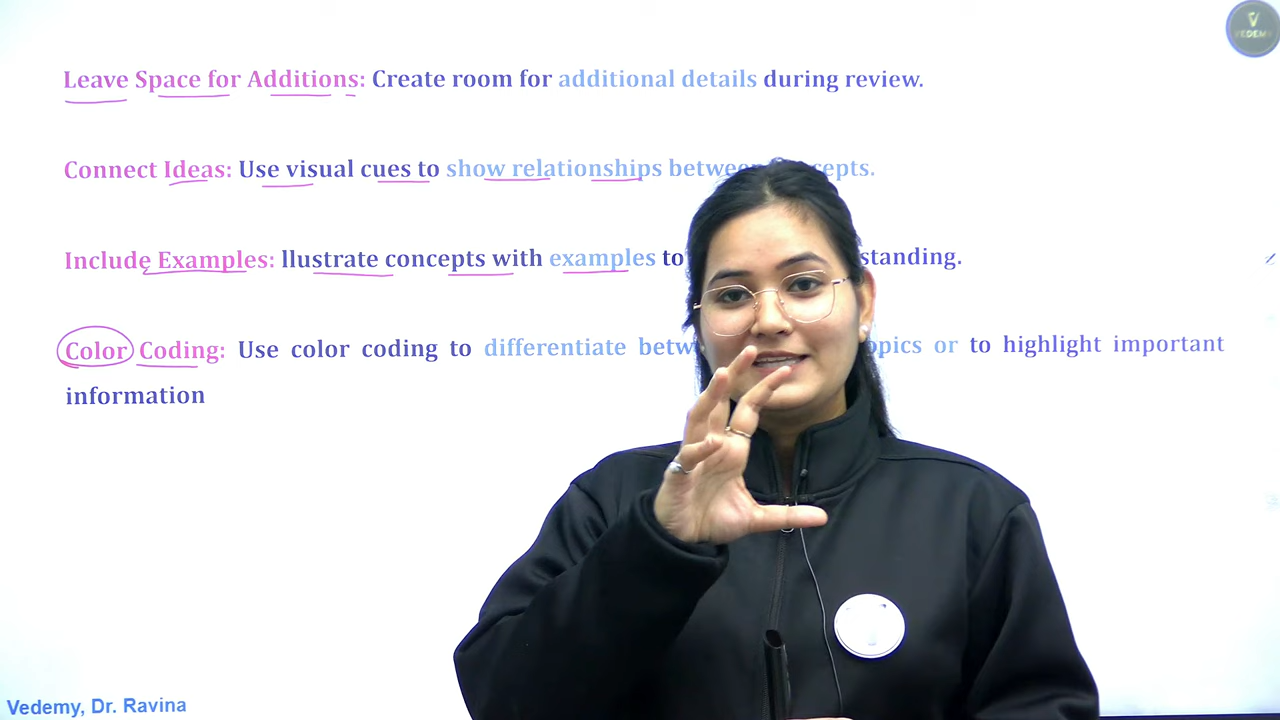 VEDEMY
Leave Space for Additions: Create room for additional details during review.
Connect Ideas: Use visual cues to show relationships between
Include Examples: llustrate concepts with examples to
Color Coding: Use color coding to differentiate or to highlight important
information
Vedemy, Dr. Ravina